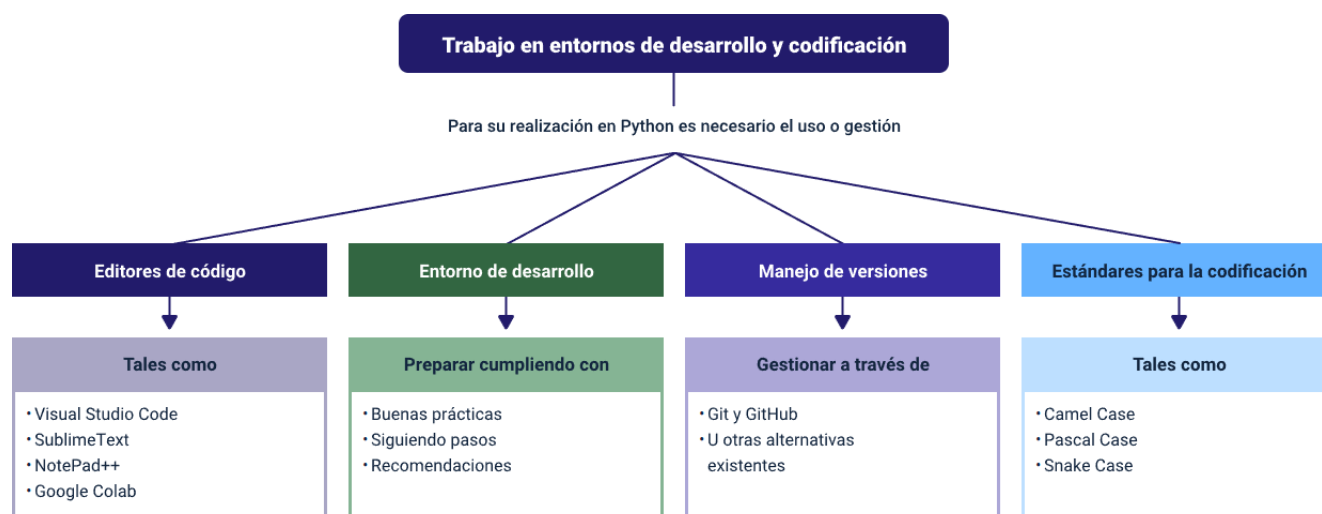 Trabajo en entornos de desarrollo y codificación
Para su realización en Python es necesario el uso o gestión
Editores de código
Tales como
• Visual Studio Code
• SublimeText
• NotePad++
• Google Colab
Entorno de desarrollo
Preparar cumpliendo con
• Buenas prácticas
• Siguiendo pasos
• Recomendaciones
Manejo de versiones
Gestionar a través de
• Git y GitHub
• U otras alternativas
existentes
Estándares para la codificación
Tales como
• Camel Case
• Pascal Case
• Snake Case